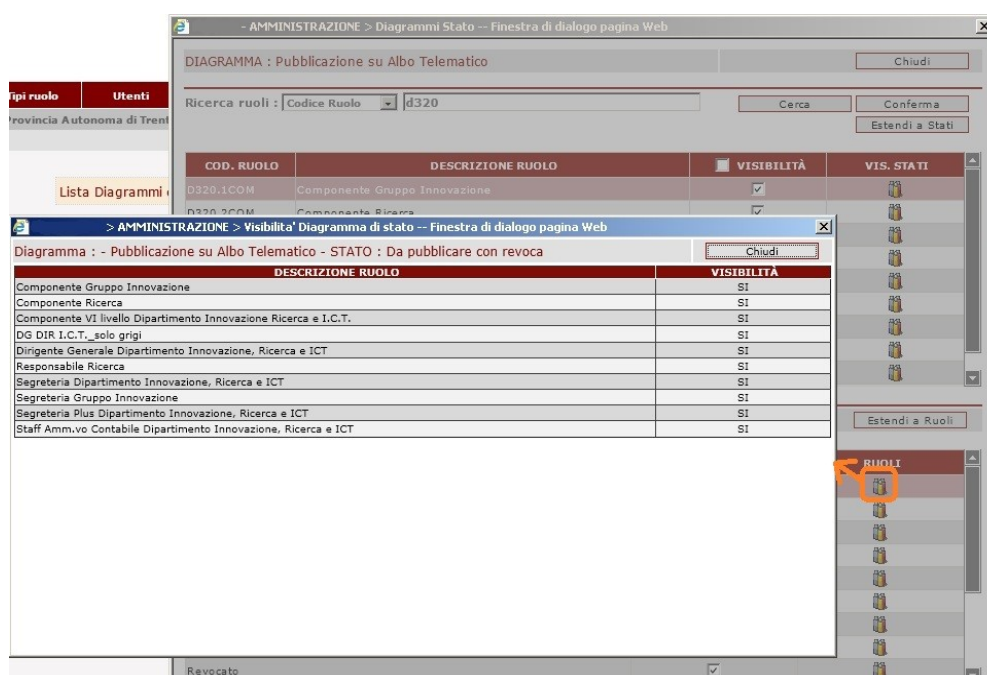 - AMMINISTRAZIONE > Diagrammi Stato -- Finestra di dialogo pagina Web
DIAGRAMMA : Pubblicazione su Albo Telematico
Chiudi
Tipi ruolo Utenti
Provincia Autonoma di Trent
Ricerca ruoli : Codice Ruolo d320
Cerca Conferma
Estendi a Stati
COD. RUOLO DESCRIZIONE RUOLO VISIBILITÀ VIS. STATI
Lista Diagrammi
D320.1COM Componente Gruppo Innovazione
D320.2COM Componente Ricerca
> AMMINISTRAZIONE > Visibilita' Diagramma di stato -- Finestra di dialogo pagina Web
Diagramma : - Pubblicazione su Albo Telematico - STATO : Da pubblicare con revoca
Chiudi
DESCRIZIONE RUOLO VISIBILITÀ
Componente Gruppo Innovazione SI
Componente Ricerca SI
Componente VI livello Dipartimento Innovazione Ricerca e I.C.T. SI
DG DIR I.C.T._solo grigi SI
Dirigente Generale Dipartimento Innovazione, Ricerca e ICT SI
Responsabile Ricerca SI
Segreteria Dipartimento Innovazione, Ricerca e ICT SI
Segreteria Gruppo Innovazione SI
Segreteria Plus Dipartimento Innovazione, Ricerca e ICT SI
Staff Amm.vo Contabile Dipartimento Innovazione, Ricerca e ICT SI
Estendi a Ruoli
RUOLI
Revocato